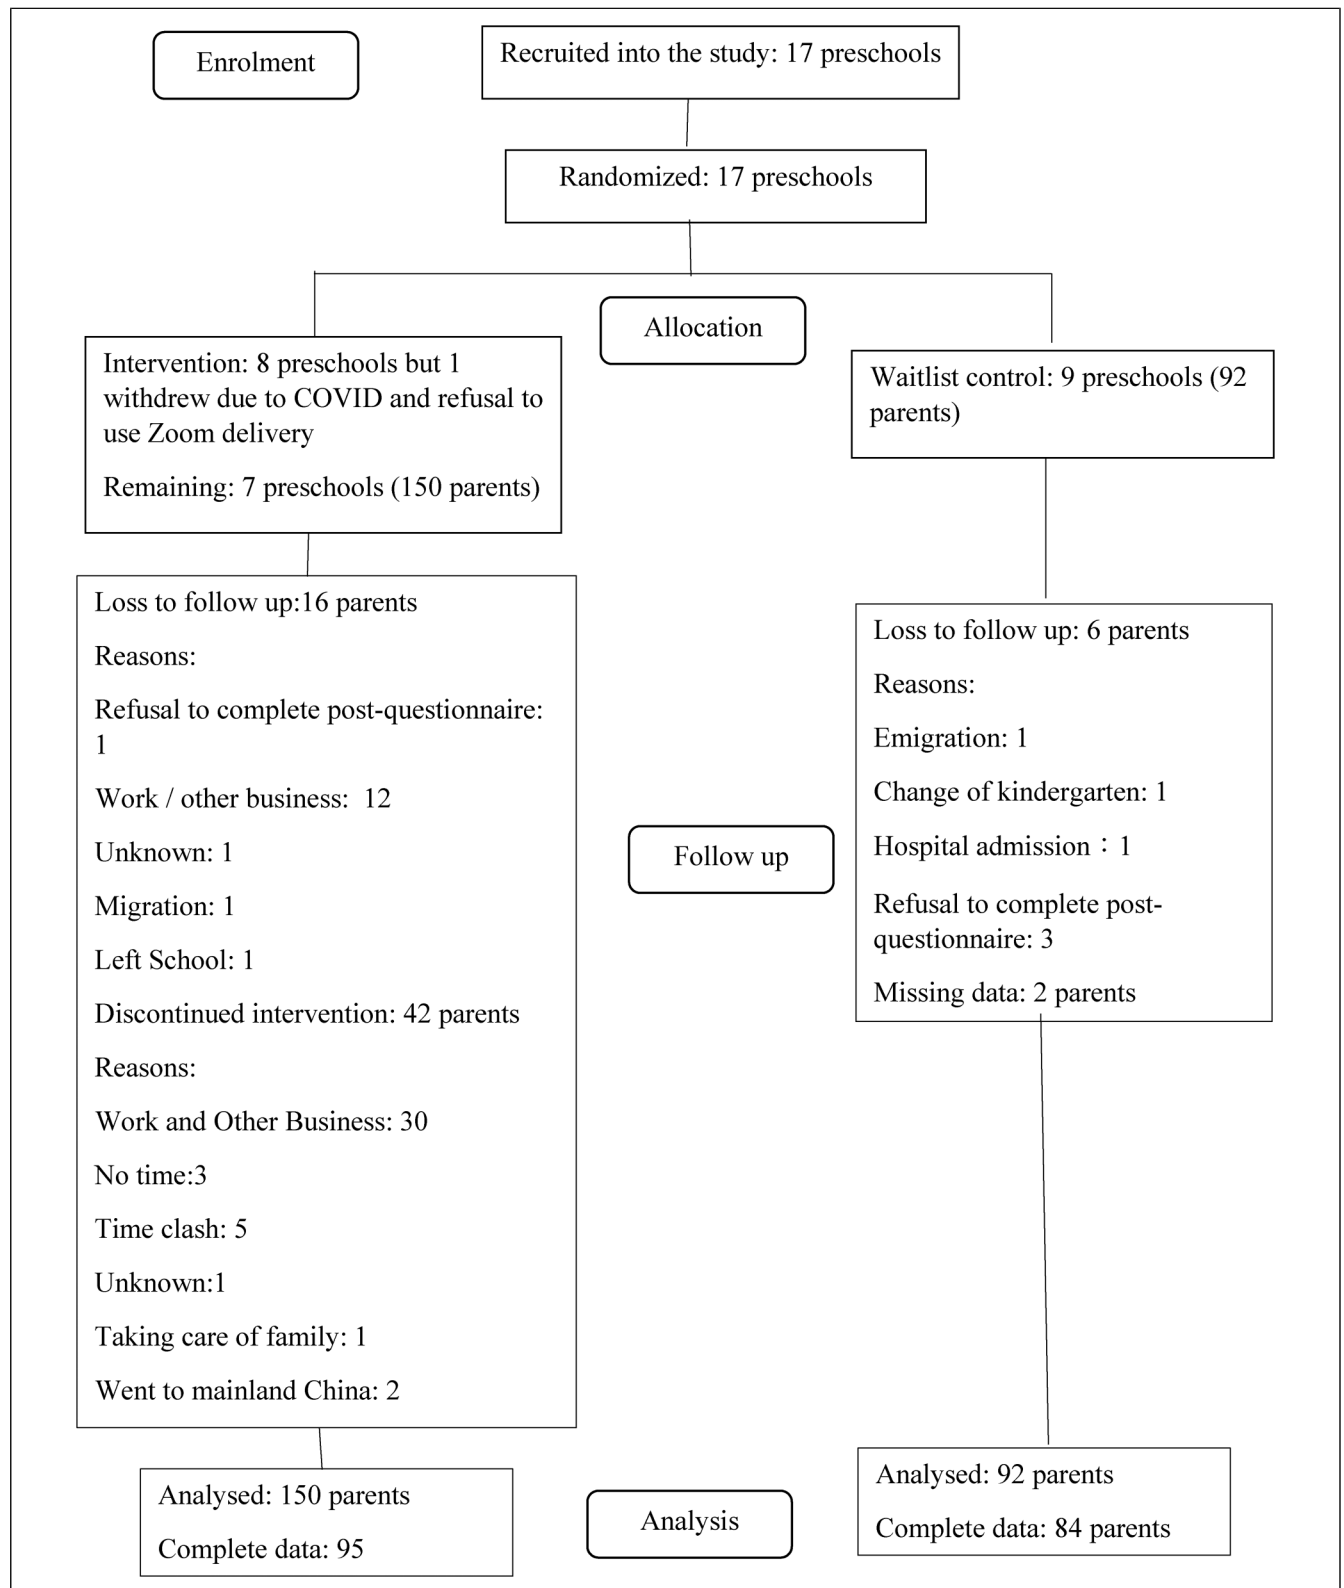 Enrolment
Recruited into the study: 17 preschools
Randomized: 17 preschools
Allocation
Intervention: 8 preschools but 1
withdrew due to COVID and refusal to
use Zoom delivery
Remaining: 7 preschools (150 parents)
Waitlist control: 9 preschools (92
parents)
Loss to follow up:16 parents
Reasons:
Refusal to complete post-questionnaire:
1
Work / other business:  12
Unknown: 1
Migration: 1
Left School: 1
Discontinued intervention: 42 parents
Reasons:
Work and Other Business: 30
No time:3
Time clash: 5
Unknown:1
Taking care of family: 1
Went to mainland China: 2
Follow up
Loss to follow up: 6 parents
Reasons:
Emigration: 1
Change of kindergarten: 1
Hospital admission：1
Refusal to complete post-
questionnaire: 3
Missing data: 2 parents
Analysed: 150 parents
Complete data: 95
Analysis
Analysed: 92 parents
Complete data: 84 parents